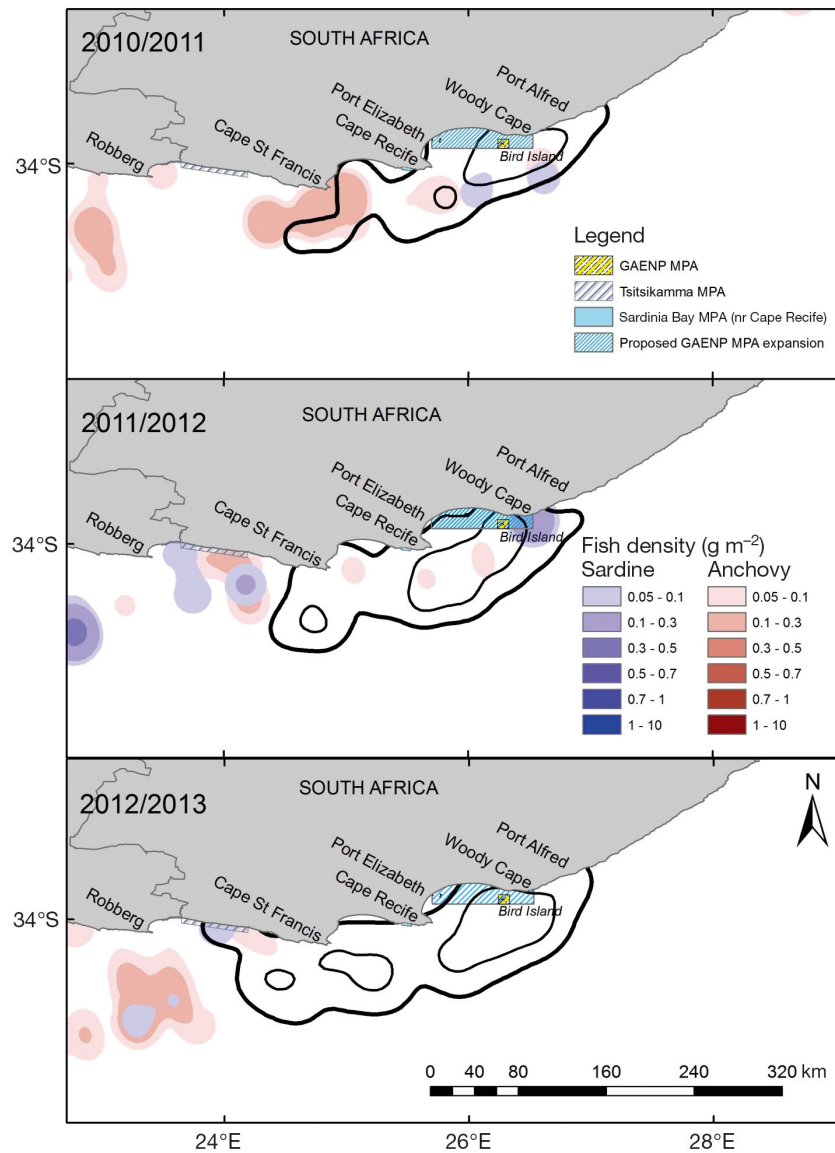 2010/2011
SOUTH AFRICA
Robberg
Cape St Francis
Port Elizabeth
Cape Recife
Woody Cape
Port Alfred
Bird Island
34°S
Legend
GAENP MPA
Tsitsikamma MPA
Sardinia Bay MPA (nr Cape Recife)
Proposed GAENP MPA expansion
2011/2012
SOUTH AFRICA
Robberg
Cape St Francis
Port Elizabeth
Cape Recife
Woody Cape
Port Alfred
Bird Island
34°S
Fish density (g m⁻²)
Sardine Anchovy
0.05 - 0.1 0.05 - 0.1
0.1 - 0.3 0.1 - 0.3
0.3 - 0.5 0.3 - 0.5
0.5 - 0.7 0.5 - 0.7
0.7 - 1 0.7 - 1
1 - 10 1 - 10
2012/2013
SOUTH AFRICA
Robberg
Cape St Francis
Port Elizabeth
Cape Recife
Woody Cape
Port Alfred
Bird Island
34°S
N
0 40 80 160 240 320 km
24°E 26°E 28°E